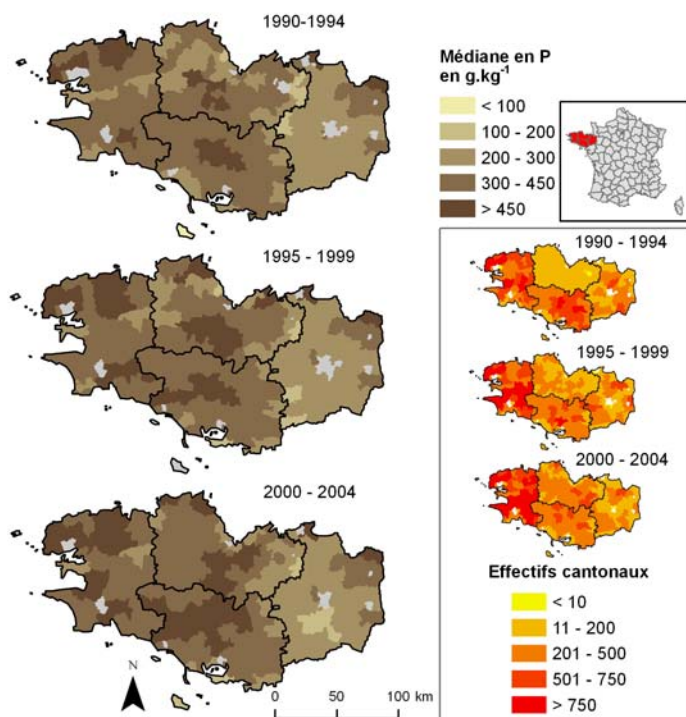 1990-1994
Médiane en P
en g.kg-1
< 100
100 - 200
200 - 300
300 - 450
> 450
1995 - 1999
2000 - 2004
N
0 50 100 km
1990 - 1994
1995 - 1999
2000 - 2004
Effectifs cantonaux
< 10
11 - 200
201 - 500
501 - 750
> 750